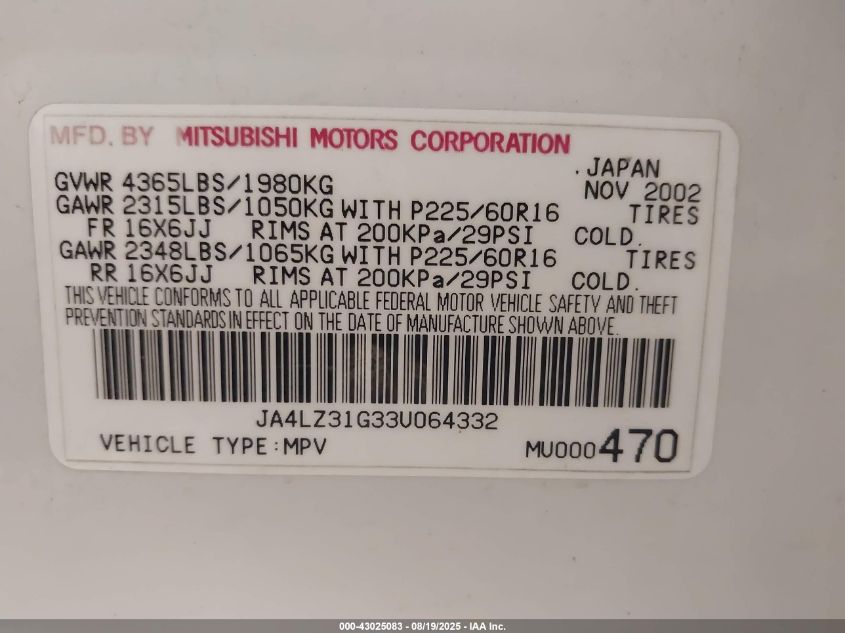 MFD. BY MITSUBISHI MOTORS CORPORATION
. JAPAN
GVWR 4365LBS/1980KG NOV 2002
GAWR 2315LBS/1050KG WITH P225/60R16 TIRES
FR 16X6JJ RIMS AT 200KPa/29PSI COLD.
GAWR 2348LBS/1065KG WITH P225/60R16 TIRES
RR 16X6JJ RIMS AT 200KPa/29PSI COLD.
THIS VEHICLE CONFORMS TO ALL APPLICABLE FEDERAL MOTOR VEHICLE SAFETY AND THEFT
PREVENTION STANDARDS IN EFFECT ON THE DATE OF MANUFACTURE SHOWN ABOVE.
JA4LZ31G33U064332
VEHICLE TYPE:MPV MU000470
000-43025083 - 08/19/2025 - IAA Inc.